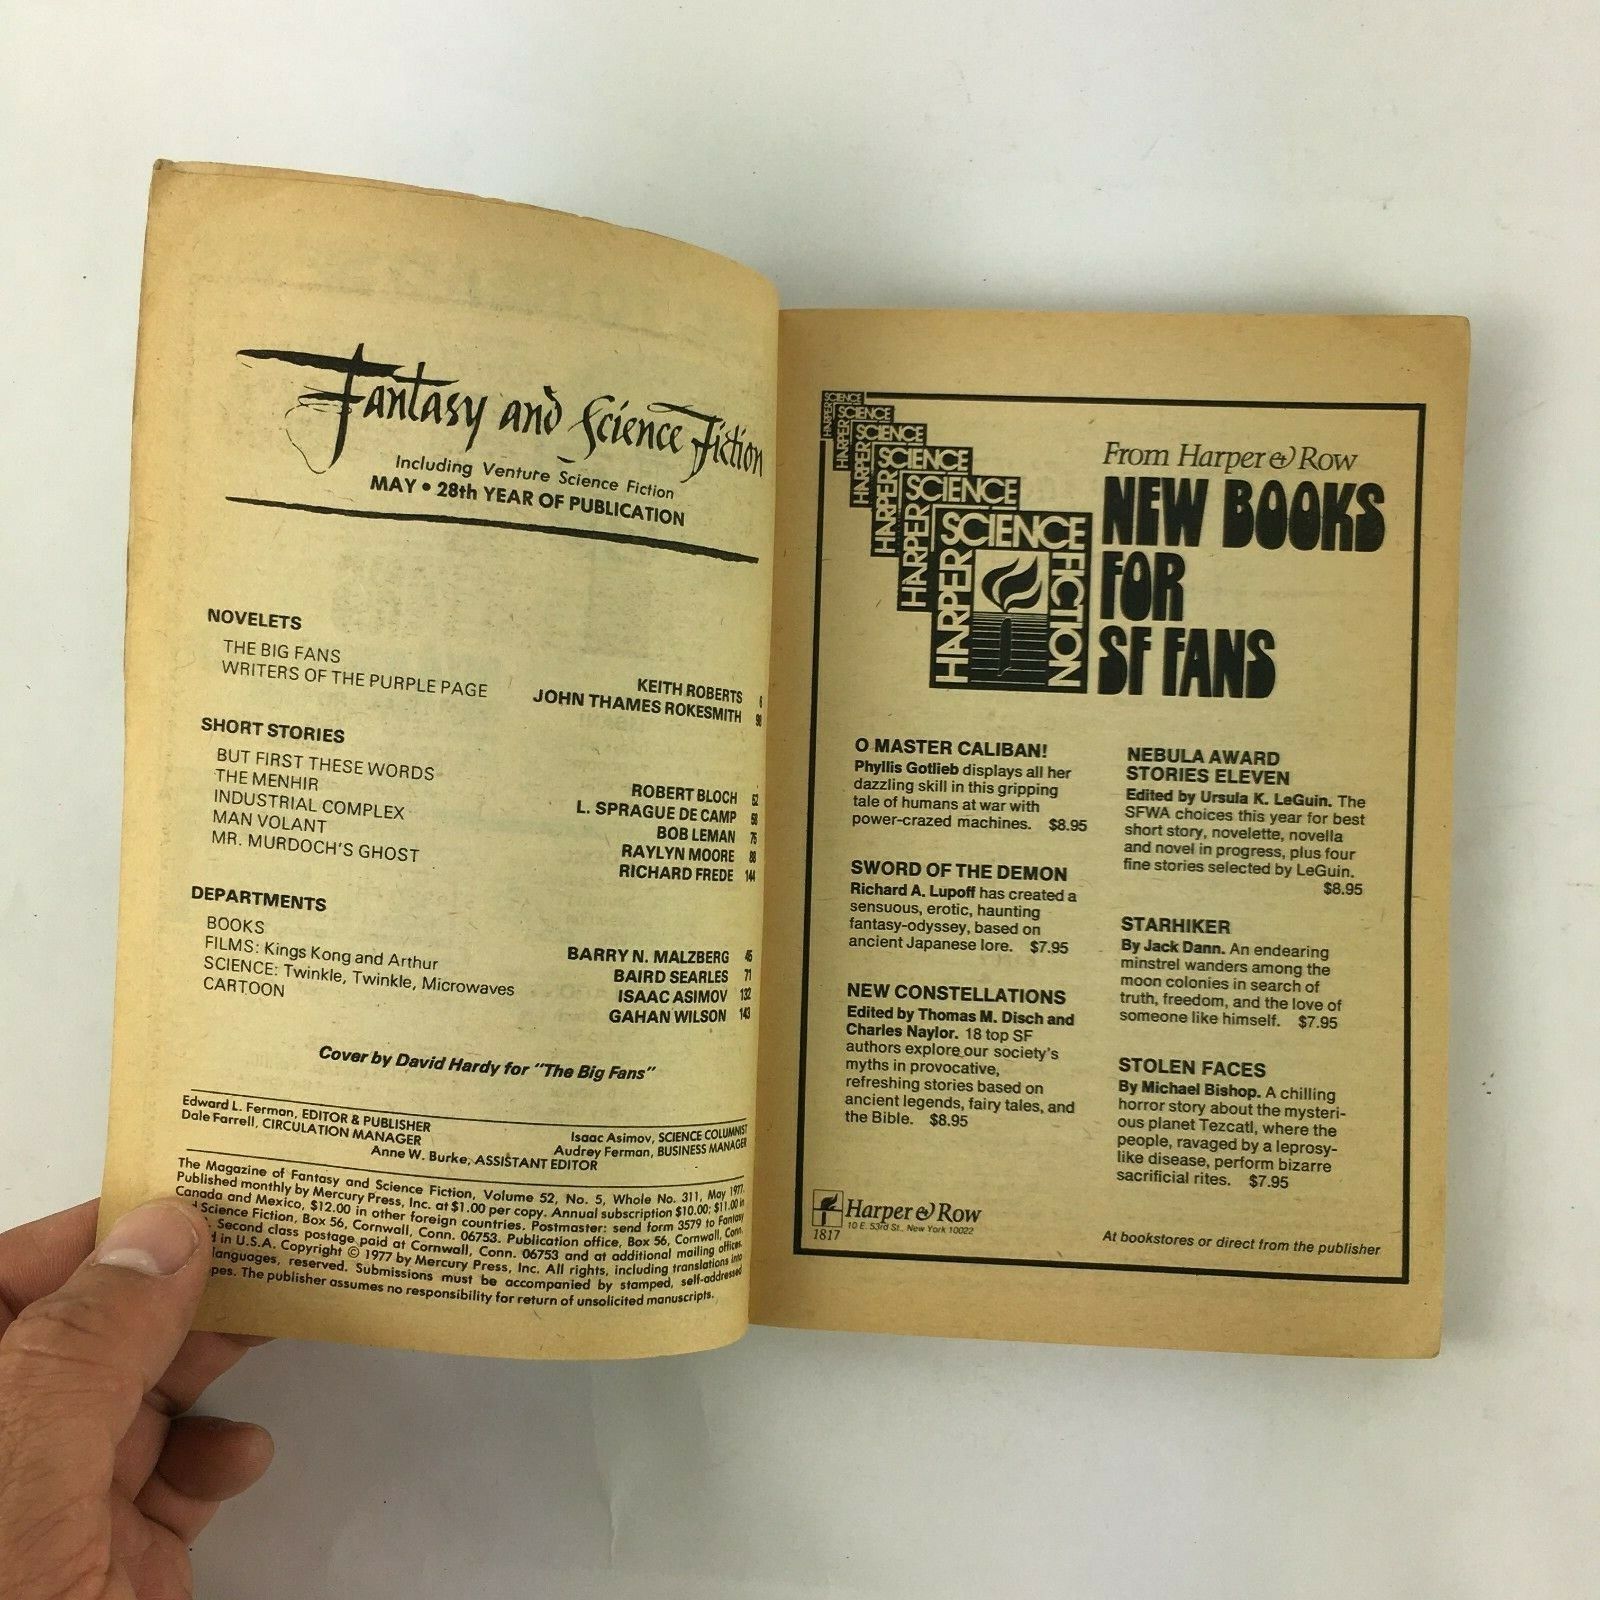 Fantasy and Science Fiction
Including Venture Science Fiction
MAY • 28th YEAR OF PUBLICATION
NOVELETS
THE BIG FANS KEITH ROBERTS 6
WRITERS OF THE PURPLE PAGE JOHN THAMES ROKESMITH 98
SHORT STORIES
BUT FIRST THESE WORDS ROBERT BLOCH 52
THE MENHIR L. SPRAGUE DE CAMP 58
INDUSTRIAL COMPLEX BOB LEMAN 75
MAN VOLANT RAYLYN MOORE 88
MR. MURDOCH'S GHOST RICHARD FREDE 144
DEPARTMENTS
BOOKS BARRY N. MALZBERG 45
FILMS: Kings Kong and Arthur BAIRD SEARLES 71
SCIENCE: Twinkle, Twinkle, Microwaves ISAAC ASIMOV 132
CARTOON GAHAN WILSON 143
Cover by David Hardy for "The Big Fans"
Edward L. Ferman, EDITOR & PUBLISHER Isaac Asimov, SCIENCE COLUMNIST
Dale Farrell, CIRCULATION MANAGER Audrey Ferman, BUSINESS MANAGER
Anne W. Burke, ASSISTANT EDITOR
The Magazine of Fantasy and Science Fiction, Volume 52, No. 5, Whole No. 311, May 1977.
Published monthly by Mercury Press, Inc. at $1.00 per copy. Annual subscription $10.00; $11.00 in
Canada and Mexico, $12.00 in other foreign countries. Postmaster: send form 3579 to Fantasy
Science Fiction, Box 56, Cornwall, Conn. 06753. Publication office, Box 56, Cornwall, Conn.
Second class postage paid at Cornwall, Conn. 06753 and at additional mailing offices.
in U.S.A. Copyright © 1977 by Mercury Press, Inc. All rights, including translations into
languages, reserved. Submissions must be accompanied by stamped, self-addressed
The publisher assumes no responsibility for return of unsolicited manuscripts.
HARPER SCIENCE
HARPER SCIENCE
HARPER SCIENCE
HARPER SCIENCE
HARPER SCIENCE
HARPER SCIENCE FICTION
From Harper & Row
NEW BOOKS
FOR
SF FANS
O MASTER CALIBAN!
Phyllis Gotlieb displays all her
dazzling skill in this gripping
tale of humans at war with
power-crazed machines. $8.95
SWORD OF THE DEMON
Richard A. Lupoff has created a
sensuous, erotic, haunting
fantasy-odyssey, based on
ancient Japanese lore. $7.95
NEW CONSTELLATIONS
Edited by Thomas M. Disch and
Charles Naylor. 18 top SF
authors explore our society's
myths in provocative,
refreshing stories based on
ancient legends, fairy tales, and
the Bible. $8.95
NEBULA AWARD
STORIES ELEVEN
Edited by Ursula K. LeGuin. The
SFWA choices this year for best
short story, novelette, novella
and novel in progress, plus four
fine stories selected by LeGuin.
$8.95
STARHIKER
By Jack Dann. An endearing
minstrel wanders among the
moon colonies in search of
truth, freedom, and the love of
someone like himself. $7.95
STOLEN FACES
By Michael Bishop. A chilling
horror story about the mysteri-
ous planet Tezcatl, where the
people, ravaged by a leprosy-
like disease, perform bizarre
sacrificial rites. $7.95
Harper & Row
10 E. 53rd St., New York 10022
1817
At bookstores or direct from the publisher